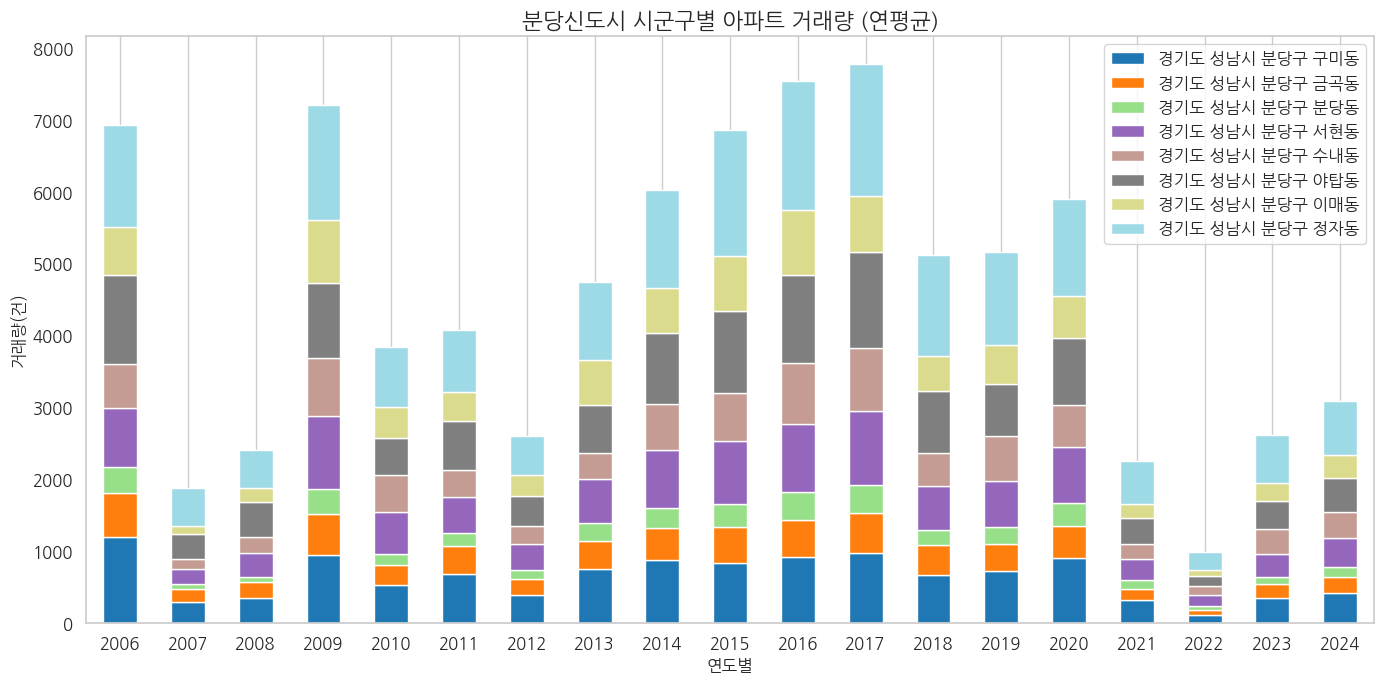 분당신도시 시군구별 아파트 거래량 (연평균)
거래량(건)
8000
7000
6000
5000
4000
3000
2000
1000
0
경기도 성남시 분당구 구미동
경기도 성남시 분당구 금곡동
경기도 성남시 분당구 분당동
경기도 성남시 분당구 서현동
경기도 성남시 분당구 수내동
경기도 성남시 분당구 야탑동
경기도 성남시 분당구 이매동
경기도 성남시 분당구 정자동
2006 2007 2008 2009 2010 2011 2012 2013 2014 2015 2016 2017 2018 2019 2020 2021 2022 2023 2024
연도별